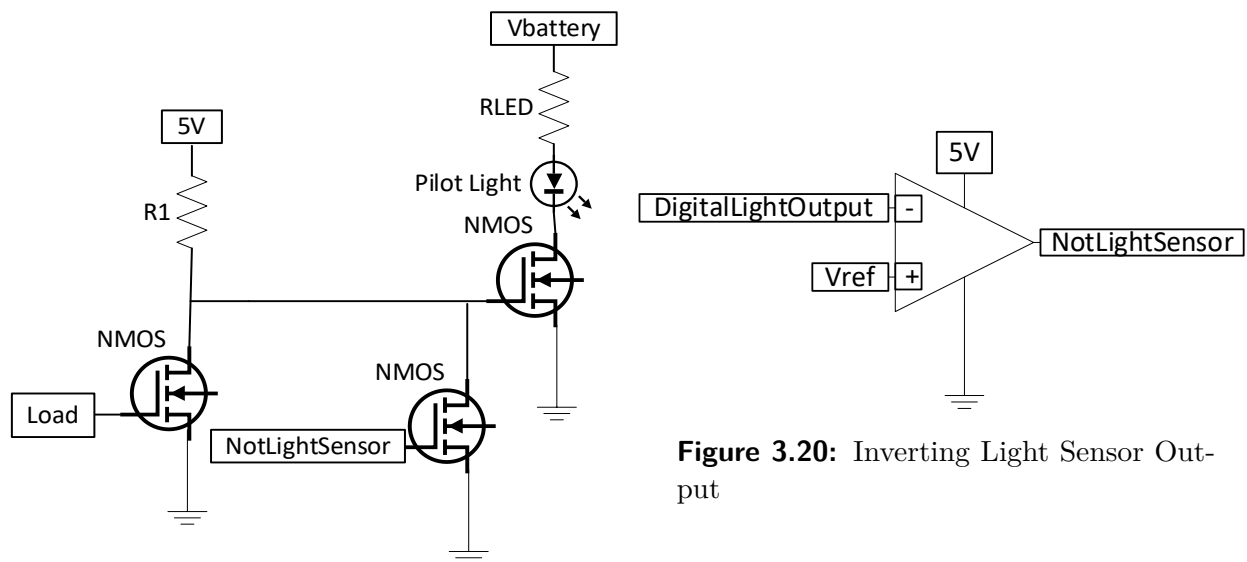 Vbattery
RLED
5V
Pilot Light
R1
NMOS
NMOS
Load
NMOS
NotLightSensor
5V
DigitalLightOutput
-
NotLightSensor
Vref
+
Figure 3.20: Inverting Light Sensor Out-
put